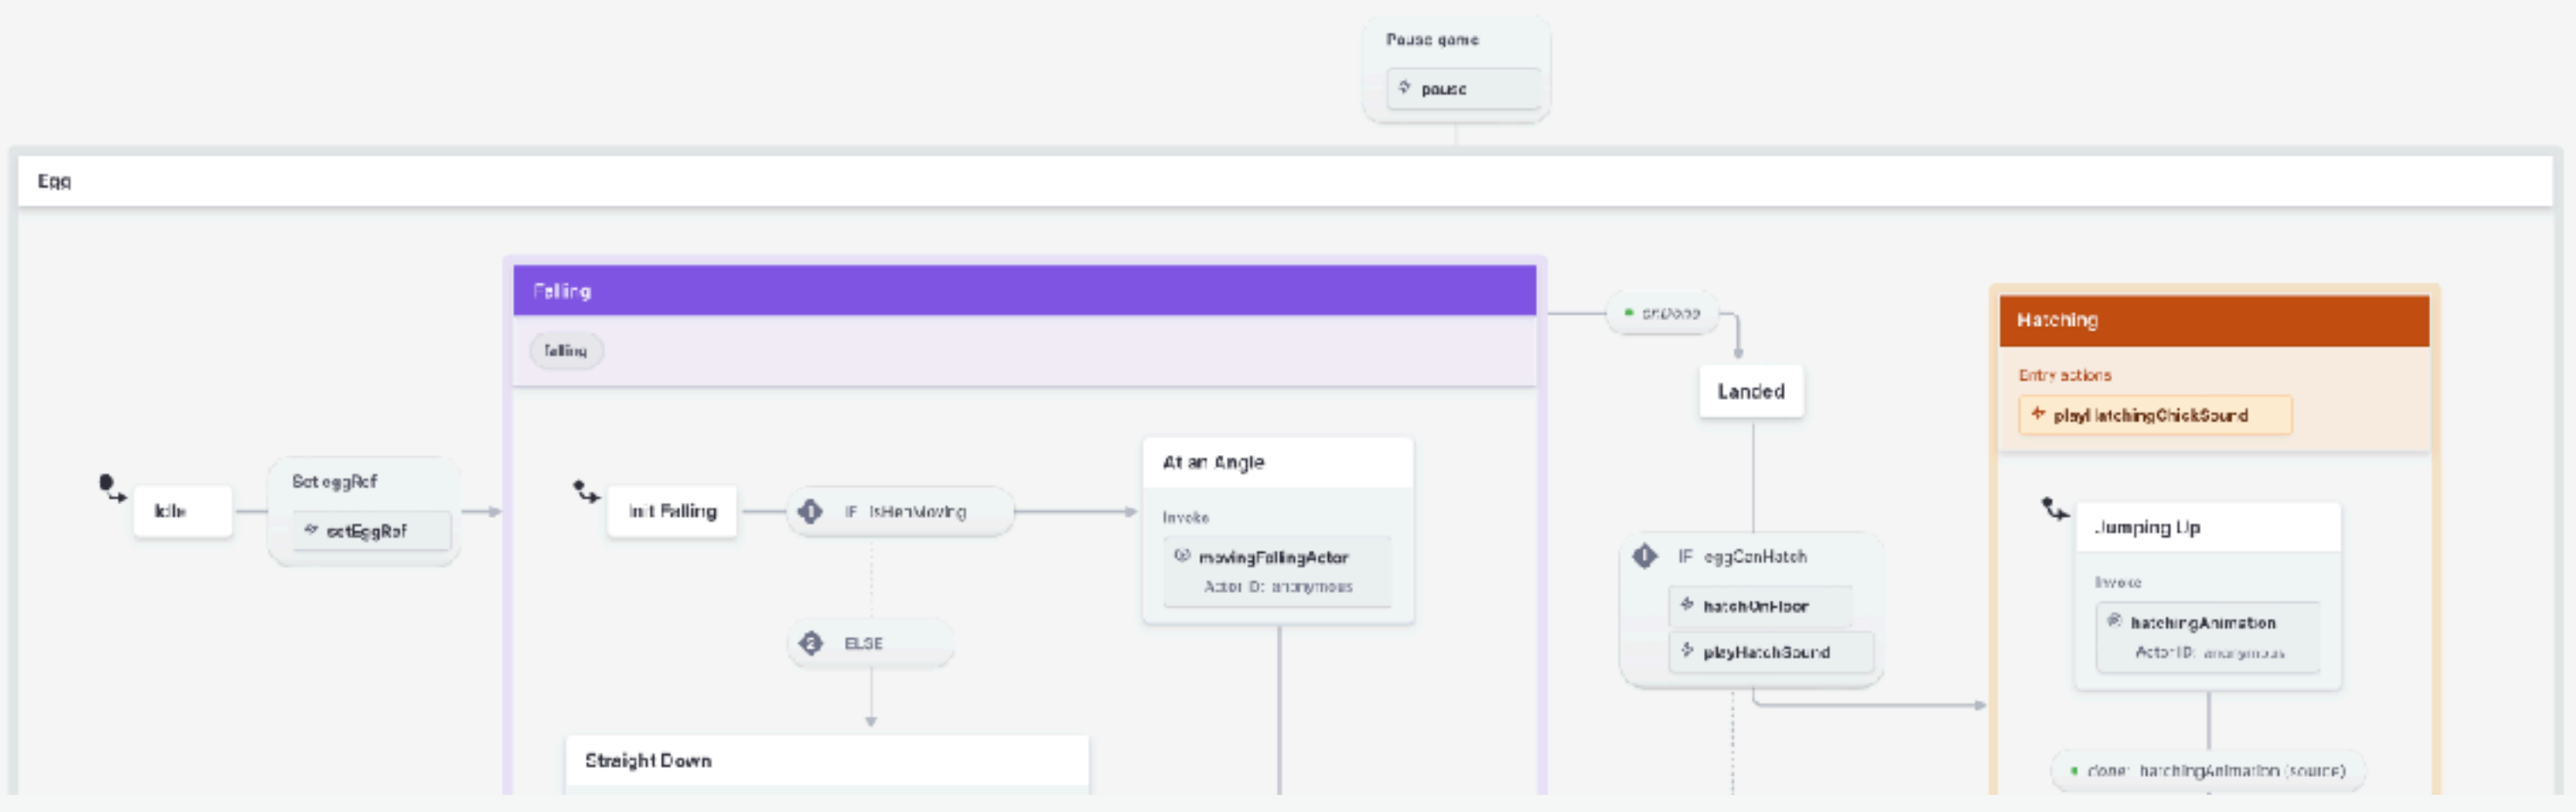 Pause game
pause
Egg
Falling
falling
onDone
Hatching
Landed
Entry actions
playHatchingChickSound
At an Angle
Set eggRef
Idle
setEggRef
Init Falling
IF isHenMoving
Invoke
movingFallingActor
Actor ID: anonymous
Jumping Up
IF eggCanHatch
hatchOnFloor
playHatchSound
Invoke
hatchingAnimation
Actor ID: anonymous
ELSE
Straight Down
done: hatchingAnimation (source)